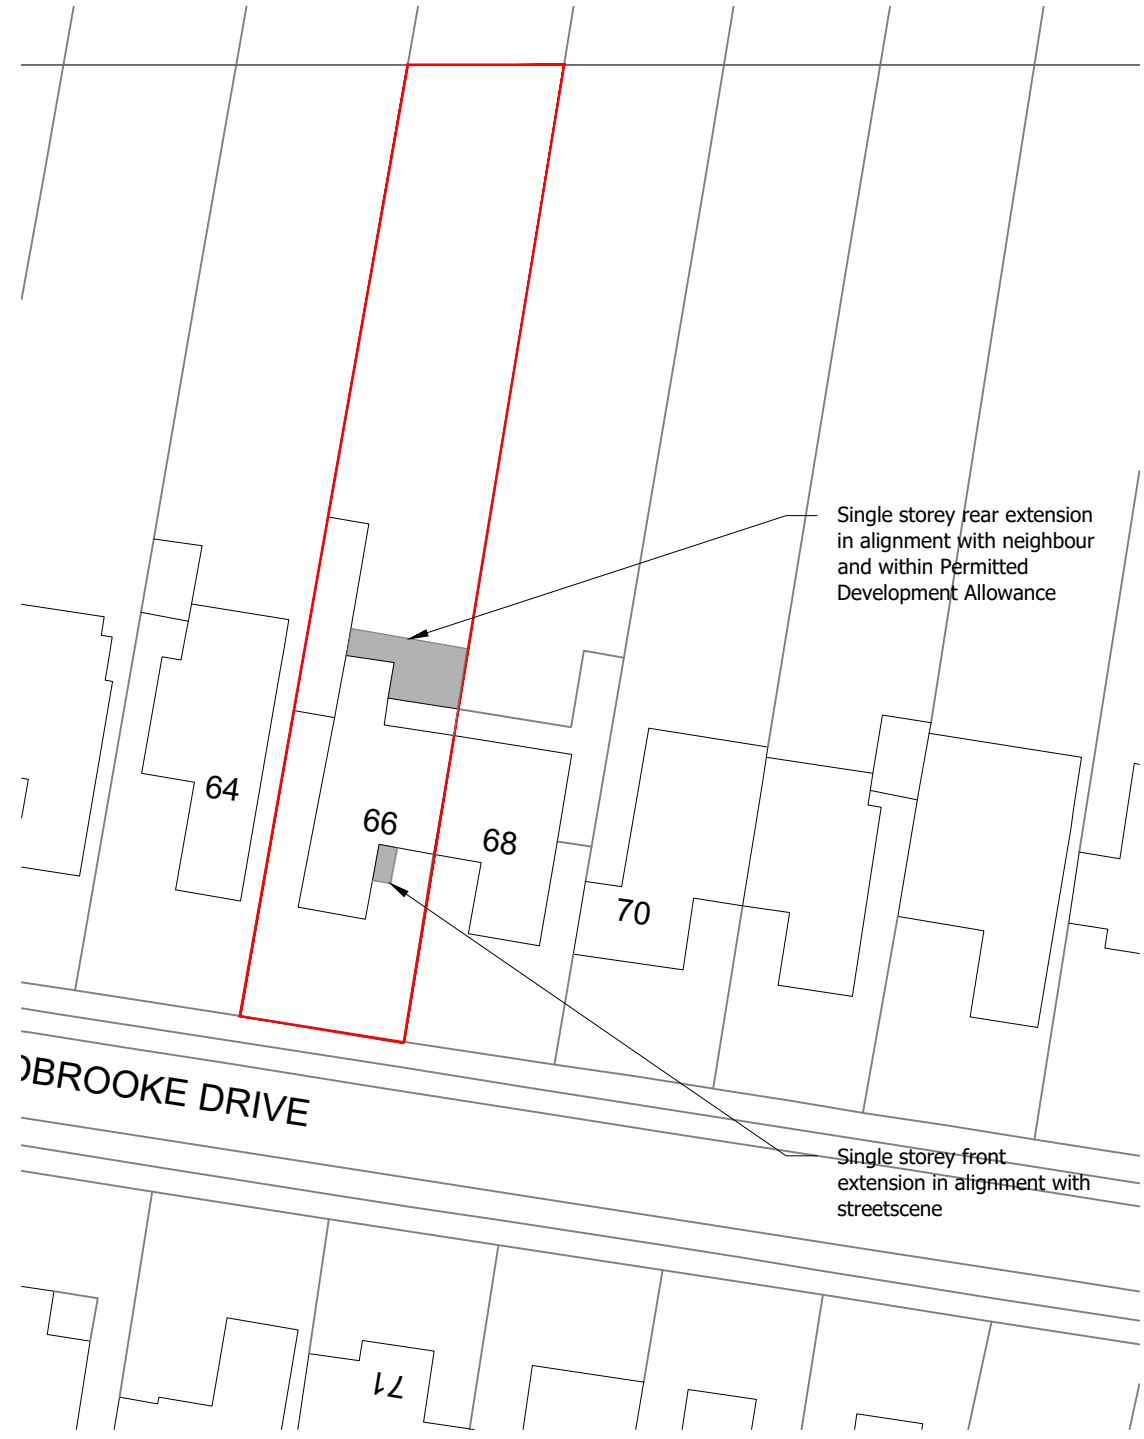 Single storey rear extension
in alignment with neighbour
and within Permitted
Development Allowance
64
66
68
70
DBROOKE DRIVE
Single storey front
extension in alignment with
streetscene
71